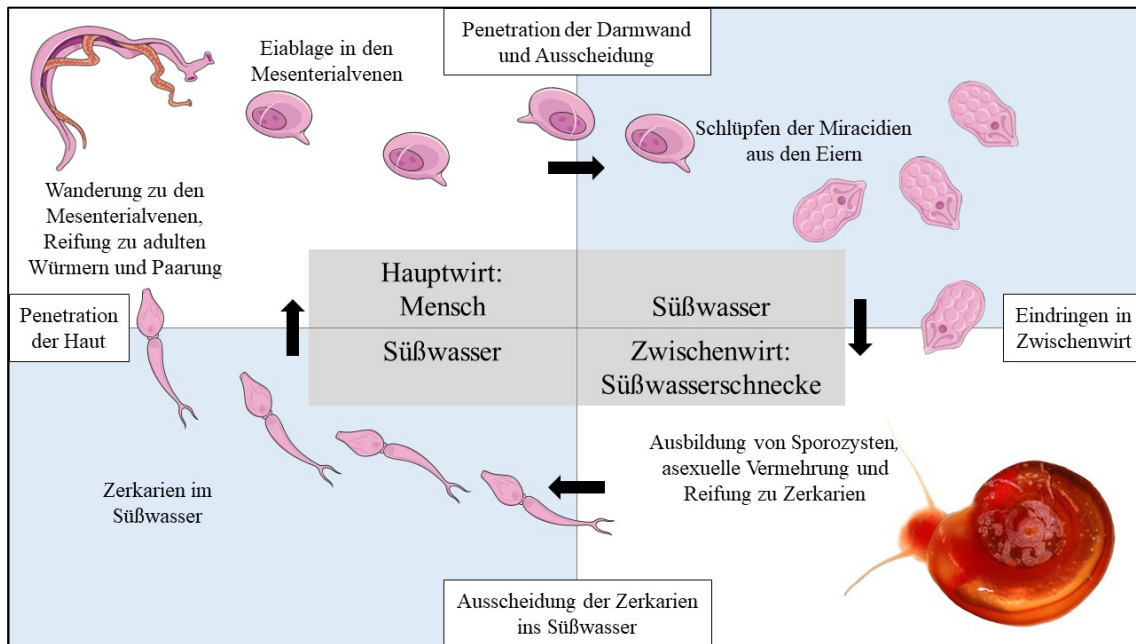 Penetration der Darmwand
und Ausscheidung
Eiablage in den
Mesenterialvenen
Schlüpfen der Miracidien
aus den Eiern
Wanderung zu den
Mesenterialvenen,
Reifung zu adulten
Würmern und Paarung
Hauptwirt:
Mensch
Süßwasser
Penetration
der Haut
Eindringen in
Zwischenwirt
Süßwasser
Zwischenwirt:
Süßwasserschnecke
Ausbildung von Sporozysten,
asexuelle Vermehrung und
Reifung zu Zerkarien
Zerkarien im
Süßwasser
Ausscheidung der Zerkarien
ins Süßwasser